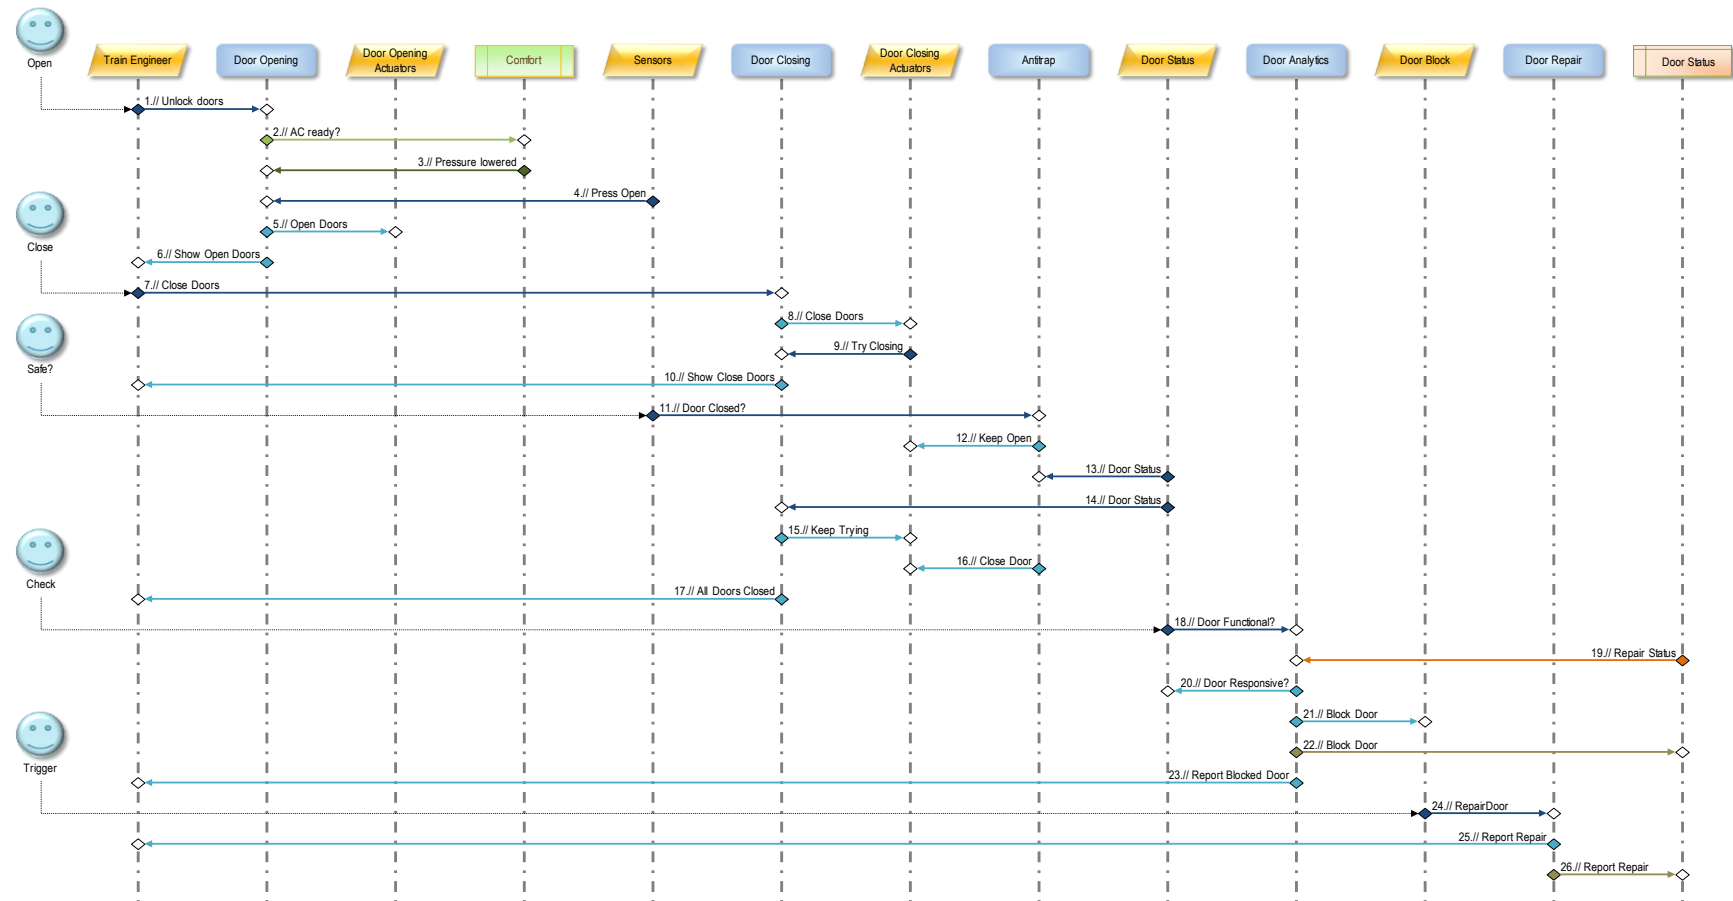 Open
Train Engineer
Door Opening
Door Opening
Actuators
Comfort
Sensors
Door Closing
Door Closing
Actuators
Antitrap
Door Status
Door Analytics
Door Block
Door Repair
Door Status
1.// Unlock doors
2.// AC ready?
3.// Pressure lowered
4.// Press Open
5.// Open Doors
Close
6.// Show Open Doors
7.// Close Doors
8.// Close Doors
9.// Try Closing
Safe?
10.// Show Close Doors
11.// Door Closed?
12.// Keep Open
13.// Door Status
14.// Door Status
15.// Keep Trying
16.// Close Door
Check
17.// All Doors Closed
18.// Door Functional?
19.// Repair Status
20.// Door Responsive?
21.// Block Door
22.// Block Door
Trigger
23.// Report Blocked Door
24.// RepairDoor
25.// Report Repair
26.// Report Repair